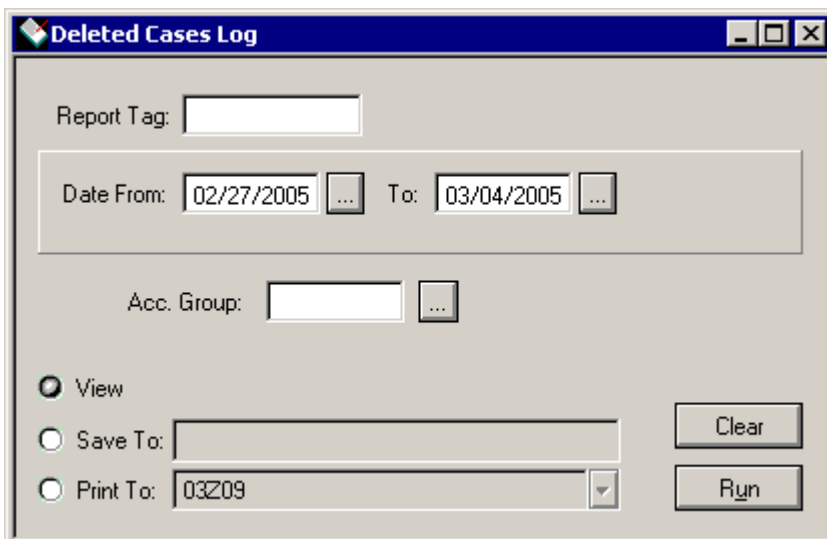 Deleted Cases Log
Report Tag:
Date From: 02/27/2005 ... To: 03/04/2005 ...
Acc. Group: ...
View
Save To:
Clear
Print To: 03Z09
Run